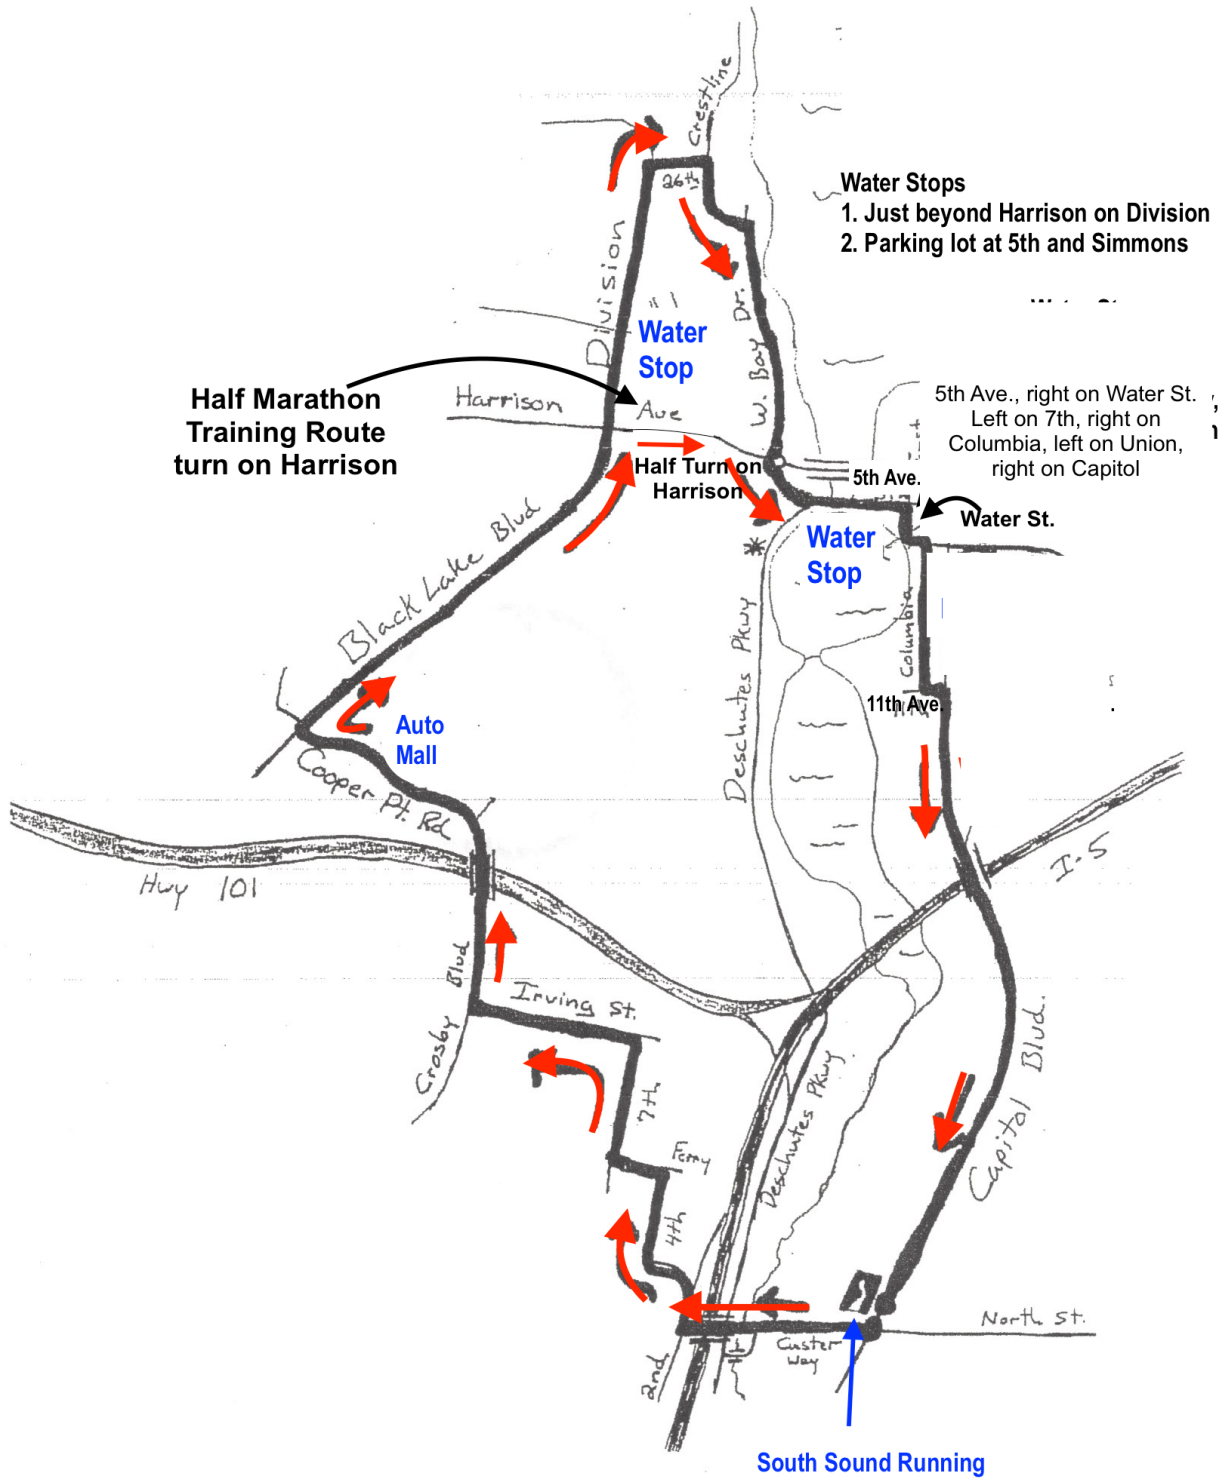 Crestline
26th
Water Stops
1. Just beyond Harrison on Division
2. Parking lot at 5th and Simmons
Division
W. Bay Dr.
Water
Stop
Half Marathon
Training Route
turn on Harrison
Harrison
Ave
5th Ave., right on Water St.
Left on 7th, right on
Columbia, left on Union,
right on Capitol
Half Turn on
Harrison
5th Ave.
Water St.
Black Lake Blvd
Water
Stop
*
Deschutes Pkwy
Columbia
11th Ave.
Auto
Mall
Cooper Pt. Rd
Hwy 101
I-5
Crosby Blvd
Irving St.
7th
Ferry
4th
Deschutes Pkwy
Capitol Blvd.
North St.
Custer
Way
2nd
South Sound Running